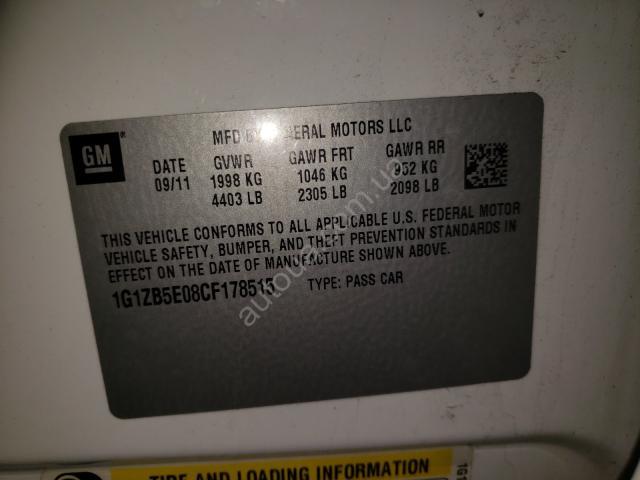 GM
MFD BY GENERAL MOTORS LLC
DATE GVWR GAWR FRT GAWR RR
09/11 1998 KG 1046 KG 952 KG
4403 LB 2305 LB 2098 LB
THIS VEHICLE CONFORMS TO ALL APPLICABLE U.S. FEDERAL MOTOR
VEHICLE SAFETY, BUMPER, AND THEFT PREVENTION STANDARDS IN
EFFECT ON THE DATE OF MANUFACTURE SHOWN ABOVE.
1G1ZB5E08CF178515 TYPE: PASS CAR
TIRE AND LOADING INFORMATION
1G1